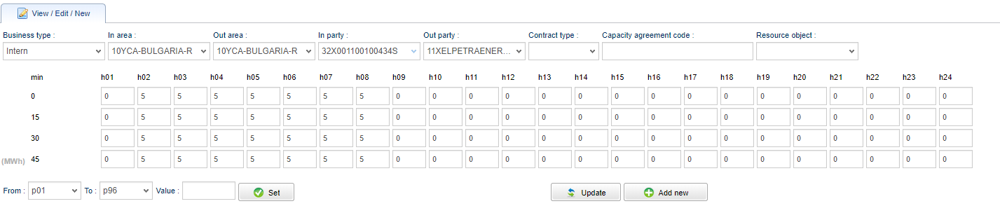 View / Edit / New
Business type : In area : Out area : In party : Out party : Contract type : Capacity agreement code : Resource object :
Intern 10YCA-BULGARIA-R 10YCA-BULGARIA-R 32X001100100434S 11XELPETRAENER...
min h01 h02 h03 h04 h05 h06 h07 h08 h09 h10 h11 h12 h13 h14 h15 h16 h17 h18 h19 h20 h21 h22 h23 h24
0 0 5 5 5 5 5 5 5 0 0 0 0 0 0 0 0 0 0 0 0 0 0 0 0
15 0 5 5 5 5 5 5 5 0 0 0 0 0 0 0 0 0 0 0 0 0 0 0 0
30 0 5 5 5 5 5 5 5 0 0 0 0 0 0 0 0 0 0 0 0 0 0 0 0
(MWh) 45 0 5 5 5 5 5 5 5 0 0 0 0 0 0 0 0 0 0 0 0 0 0 0 0
From : p01 To : p96 Value : Set Update Add new